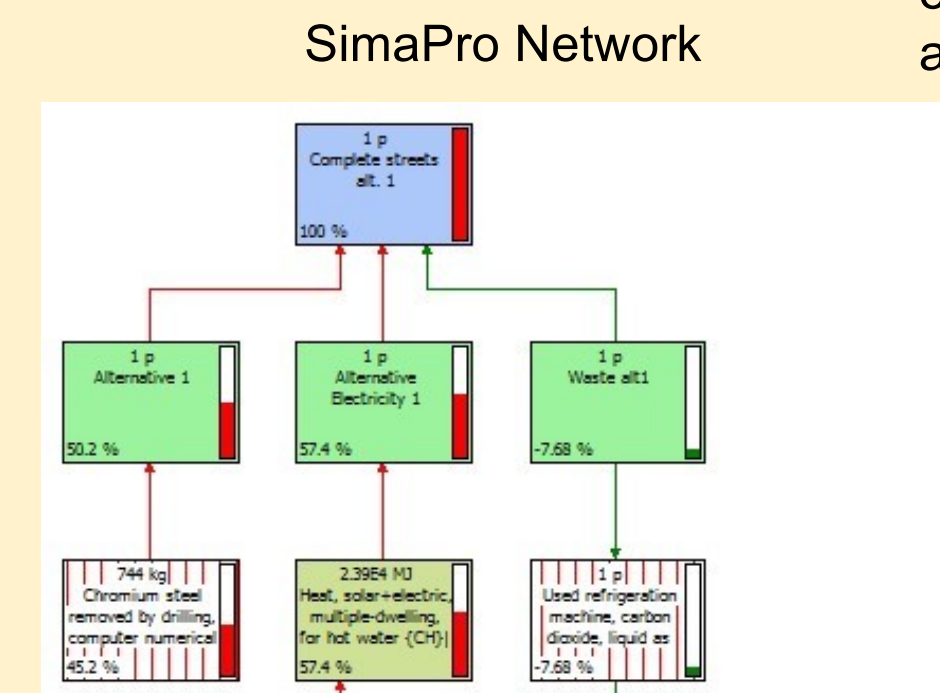 SimaPro Network
a
1 p
Complete streets
alt. 1
100 %
1 p
Alternative 1
50.2 %
1 p
Alternative
Electricity 1
57.4 %
1 p
Waste alt1
-7.68 %
744 kg
Chromium steel
removed by drilling,
computer numerical
45.2 %
2.39E4 MJ
Heat, solar+electric,
multiple-dwelling,
for hot water {CH}|
57.4 %
1 p
Used refrigeration
machine, carbon
dioxide, liquid as
-7.68 %